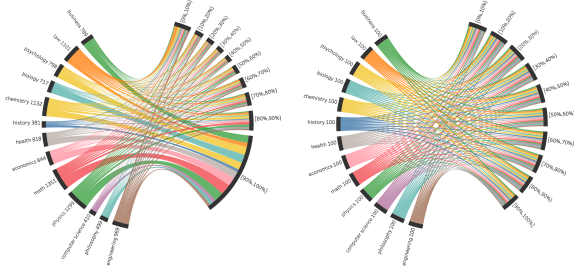 business 789
law 1101
psychology 798
biology 717
chemistry 1132
history 381
health 818
economics 844
math 1351
physics 1299
computer science 410
philosophy 499
engineering 969
[0%,10%)
[10%,20%)
[20%,30%)
[30%,40%)
[40%,50%)
[50%,60%)
[60%,70%)
[70%,80%)
[80%,90%)
[90%,100%]
business 100
law 100
psychology 100
biology 100
chemistry 100
history 100
health 100
economics 100
math 100
physics 100
computer science 100
philosophy 100
engineering 100
[0%,10%)
[10%,20%)
[20%,30%)
[30%,40%)
[40%,50%)
[50%,60%)
[60%,70%)
[70%,80%)
[80%,90%)
[90%,100%]